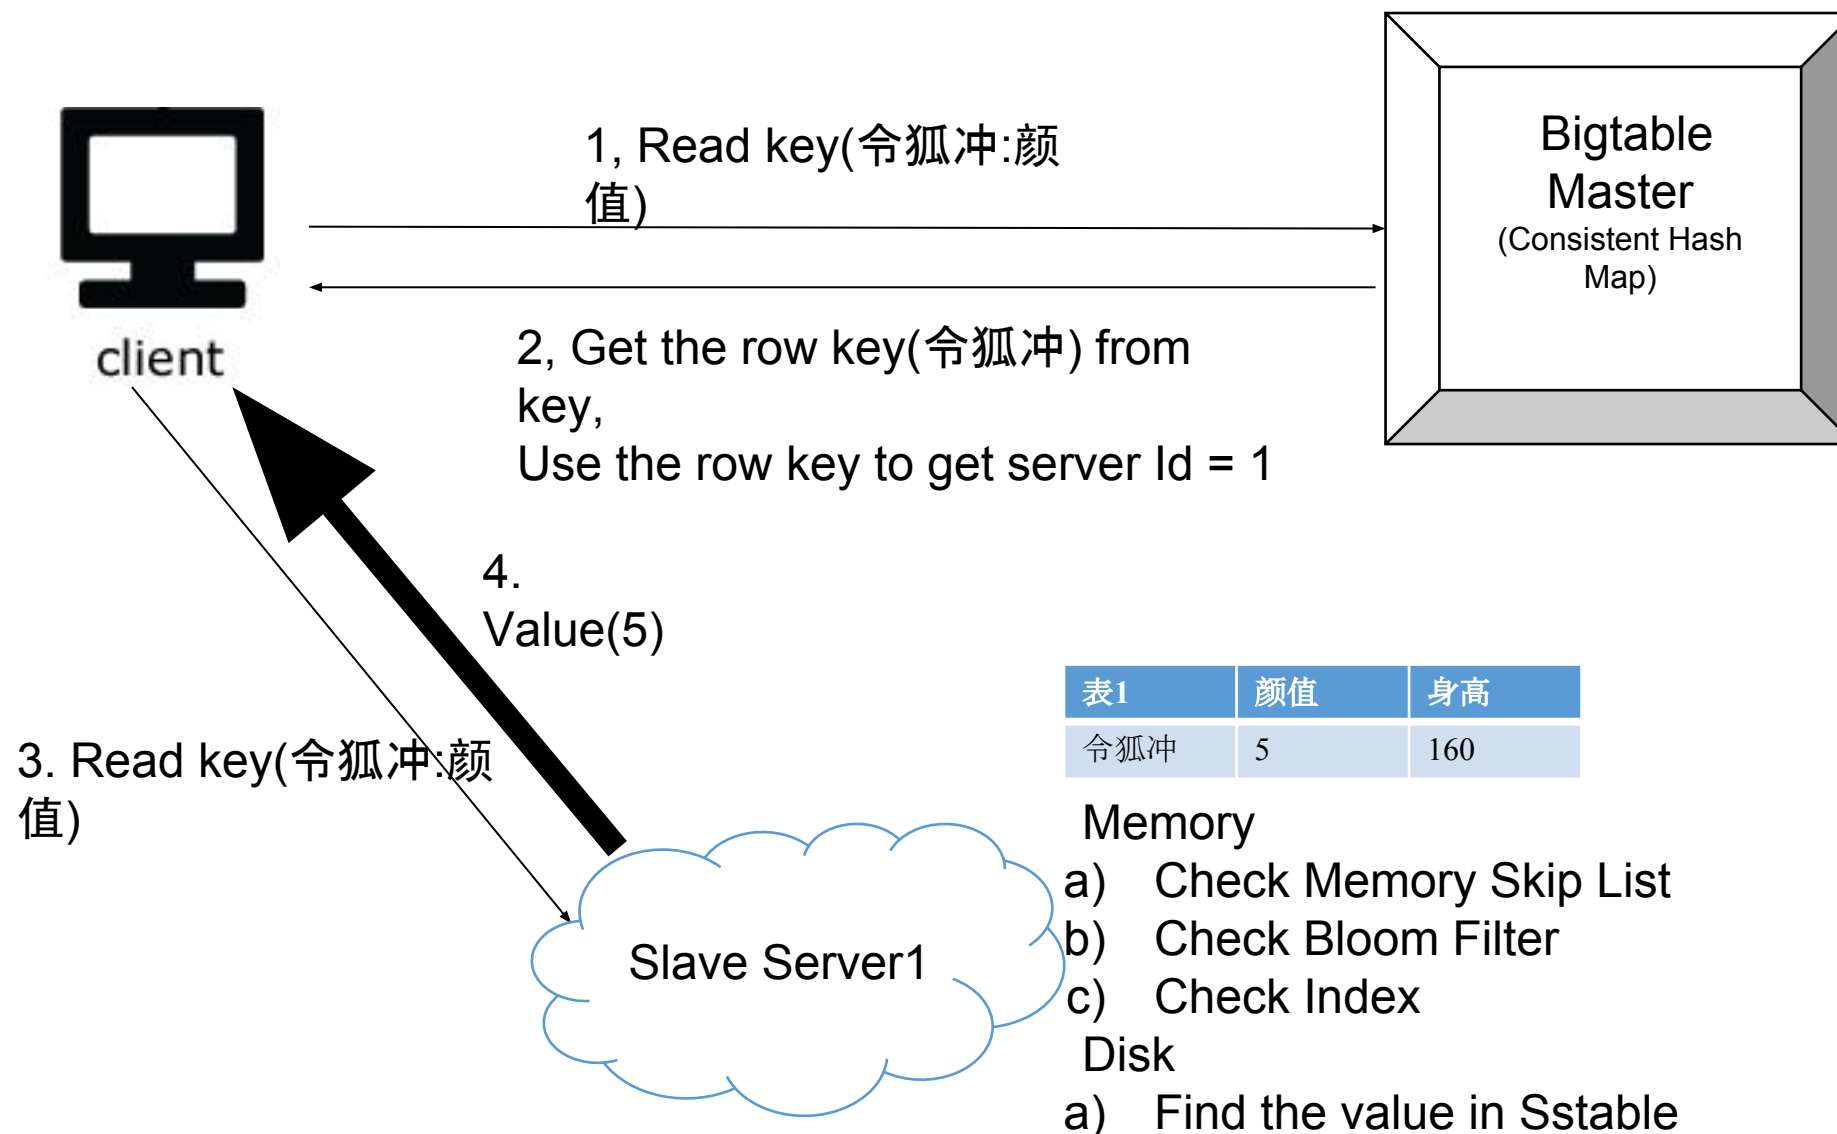 1, Read key(令狐冲:颜
值)
Bigtable
Master
(Consistent Hash
Map)
client
2, Get the row key(令狐冲) from
key,
Use the row key to get server Id = 1
4.
Value(5)
3. Read key(令狐冲:颜
值)
Slave Server1
表1 颜值 身高
令狐冲 5 160
Memory
a) Check Memory Skip List
b) Check Bloom Filter
c) Check Index
Disk
a) Find the value in Sstable